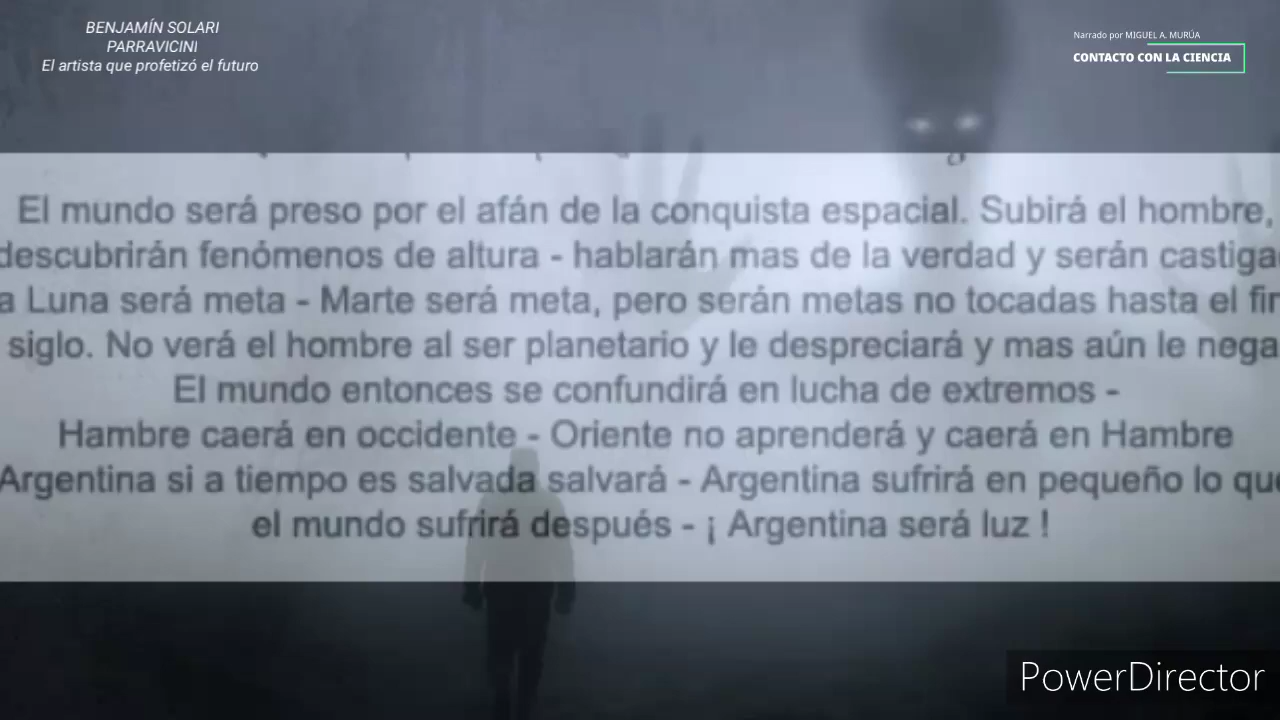 BENJAMÍN SOLARI
PARRAVICINI
El artista que profetizó el futuro
Narrado por MIGUEL A. MURÚA
CONTACTO CON LA CIENCIA
El mundo será preso por el afán de la conquista espacial. Subirá el hombre,
descubrirán fenómenos de altura - hablarán mas de la verdad y serán castiga
a Luna será meta - Marte será meta, pero serán metas no tocadas hasta el fin
siglo. No verá el hombre al ser planetario y le despreciará y mas aún le nega
El mundo entonces se confundirá en lucha de extremos -
Hambre caerá en occidente - Oriente no aprenderá y caerá en Hambre
Argentina si a tiempo es salvada salvará - Argentina sufrirá en pequeño lo que
el mundo sufrirá después - ¡ Argentina será luz !
PowerDirector